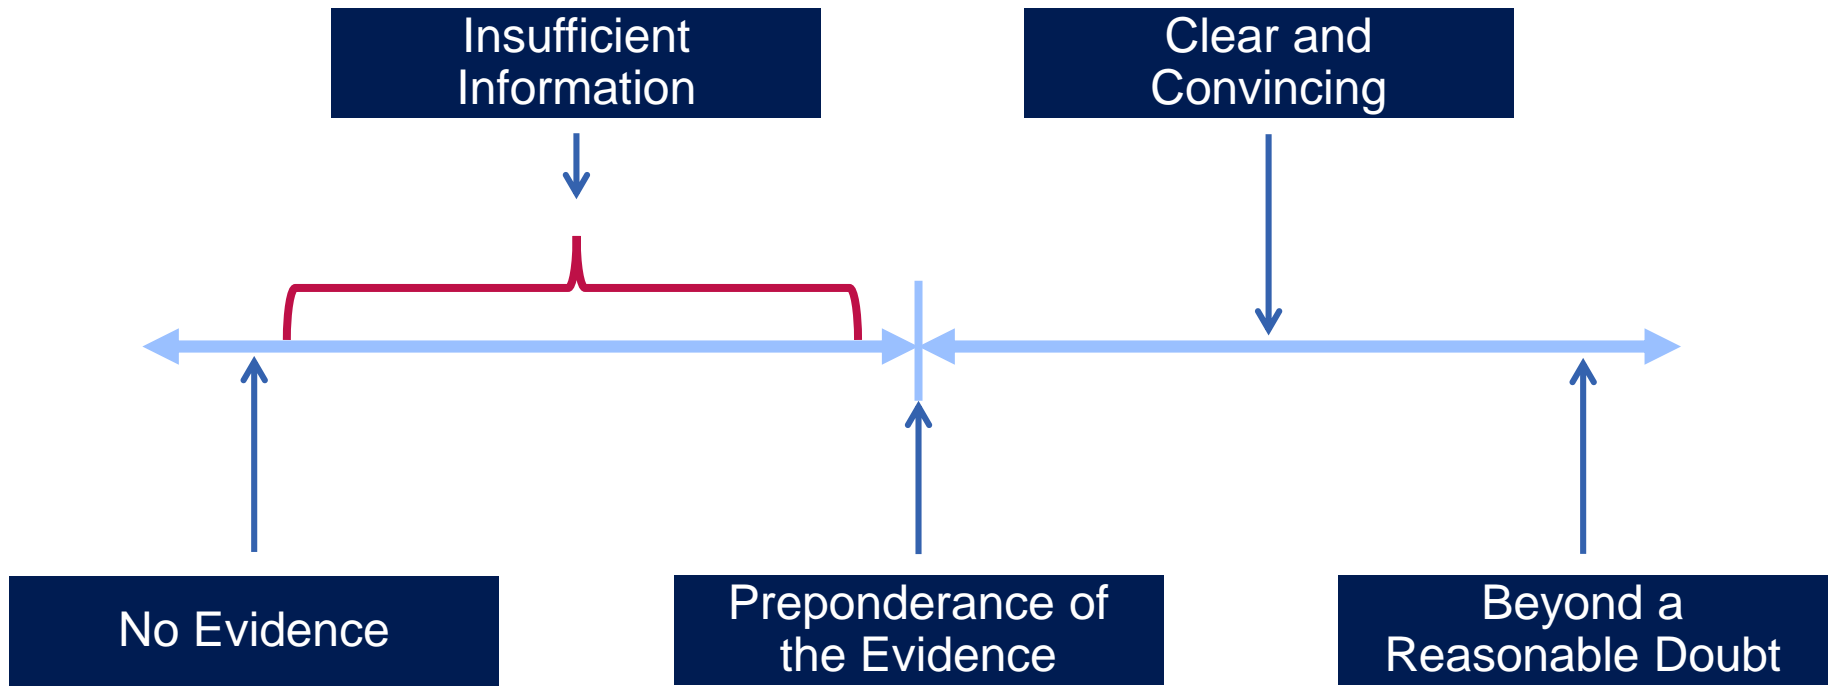 Insufficient
Information
Clear and
Convincing
No Evidence
Preponderance of
the Evidence
Beyond a
Reasonable Doubt